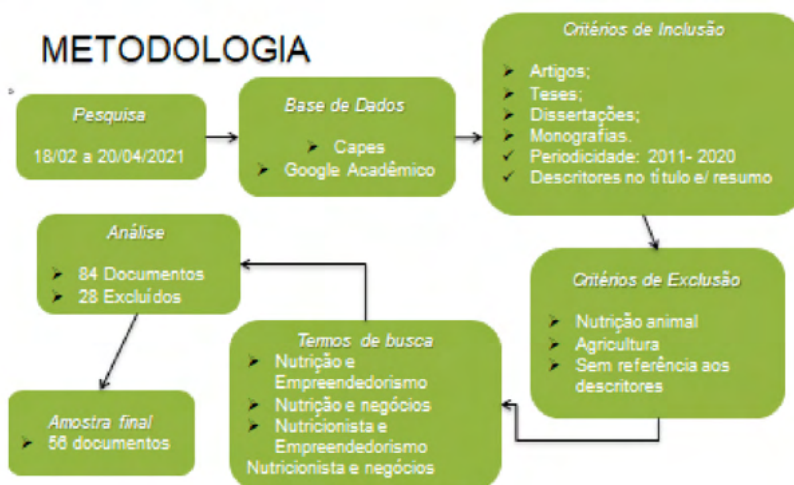 METODOLOGIA
Pesquisa
18/02 a 20/04/2021
Base de Dados
➤ Capes
➤ Google Acadêmico
Critérios de Inclusão
➤ Artigos;
➤ Teses;
➤ Dissertações;
➤ Monografias.
✓ Periodicidade: 2011- 2020
✓ Descritores no título e/ resumo
Critérios de Exclusão
➤ Nutrição animal
➤ Agricultura
➤ Sem referência aos
descritores
Termos de busca
➤ Nutrição e
Empreendedorismo
➤ Nutrição e negócios
➤ Nutricionista e
Empreendedorismo
Nutricionista e negócios
Análise
➤ 84 Documentos
➤ 28 Excluídos
Amostra final
➤ 56 documentos